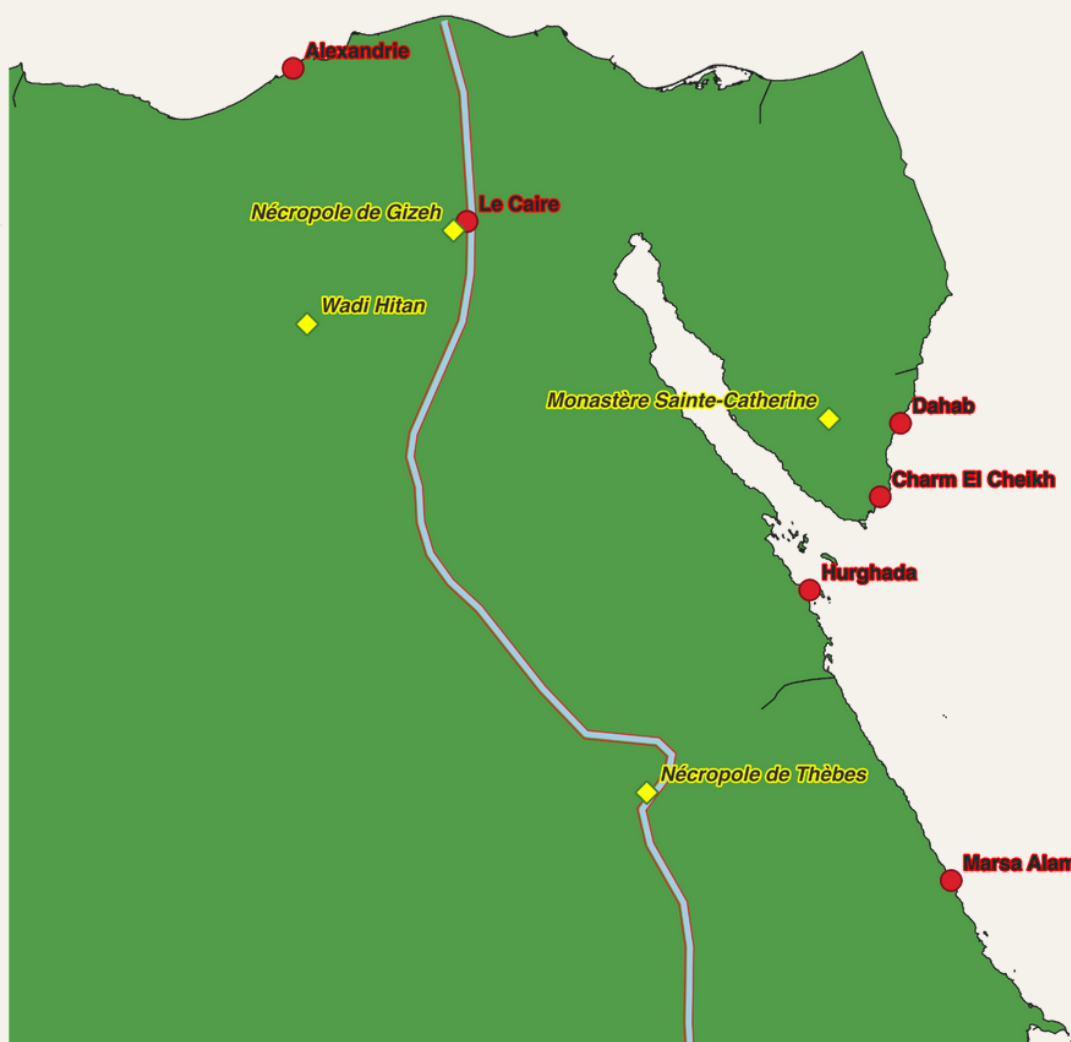 Alexandrie
Le Caire
Nécropole de Gizeh
Wadi Hitan
Monastère Sainte-Catherine
Dahab
Charm El Cheikh
Hurghada
Nécropole de Thèbes
Marsa Alam